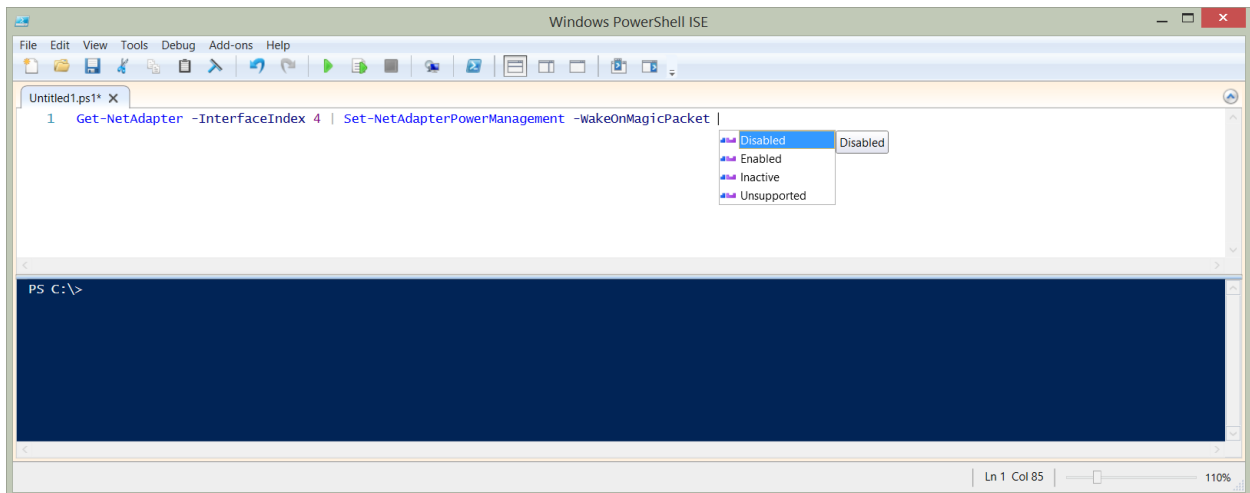 Windows PowerShell ISE
File Edit View Tools Debug Add-ons Help
Untitled1.ps1* X
1 Get-NetAdapter -InterfaceIndex 4 | Set-NetAdapterPowerManagement -WakeOnMagicPacket
Disabled Disabled
Enabled
Inactive
Unsupported
PS C:\>
Ln 1 Col 85 110%